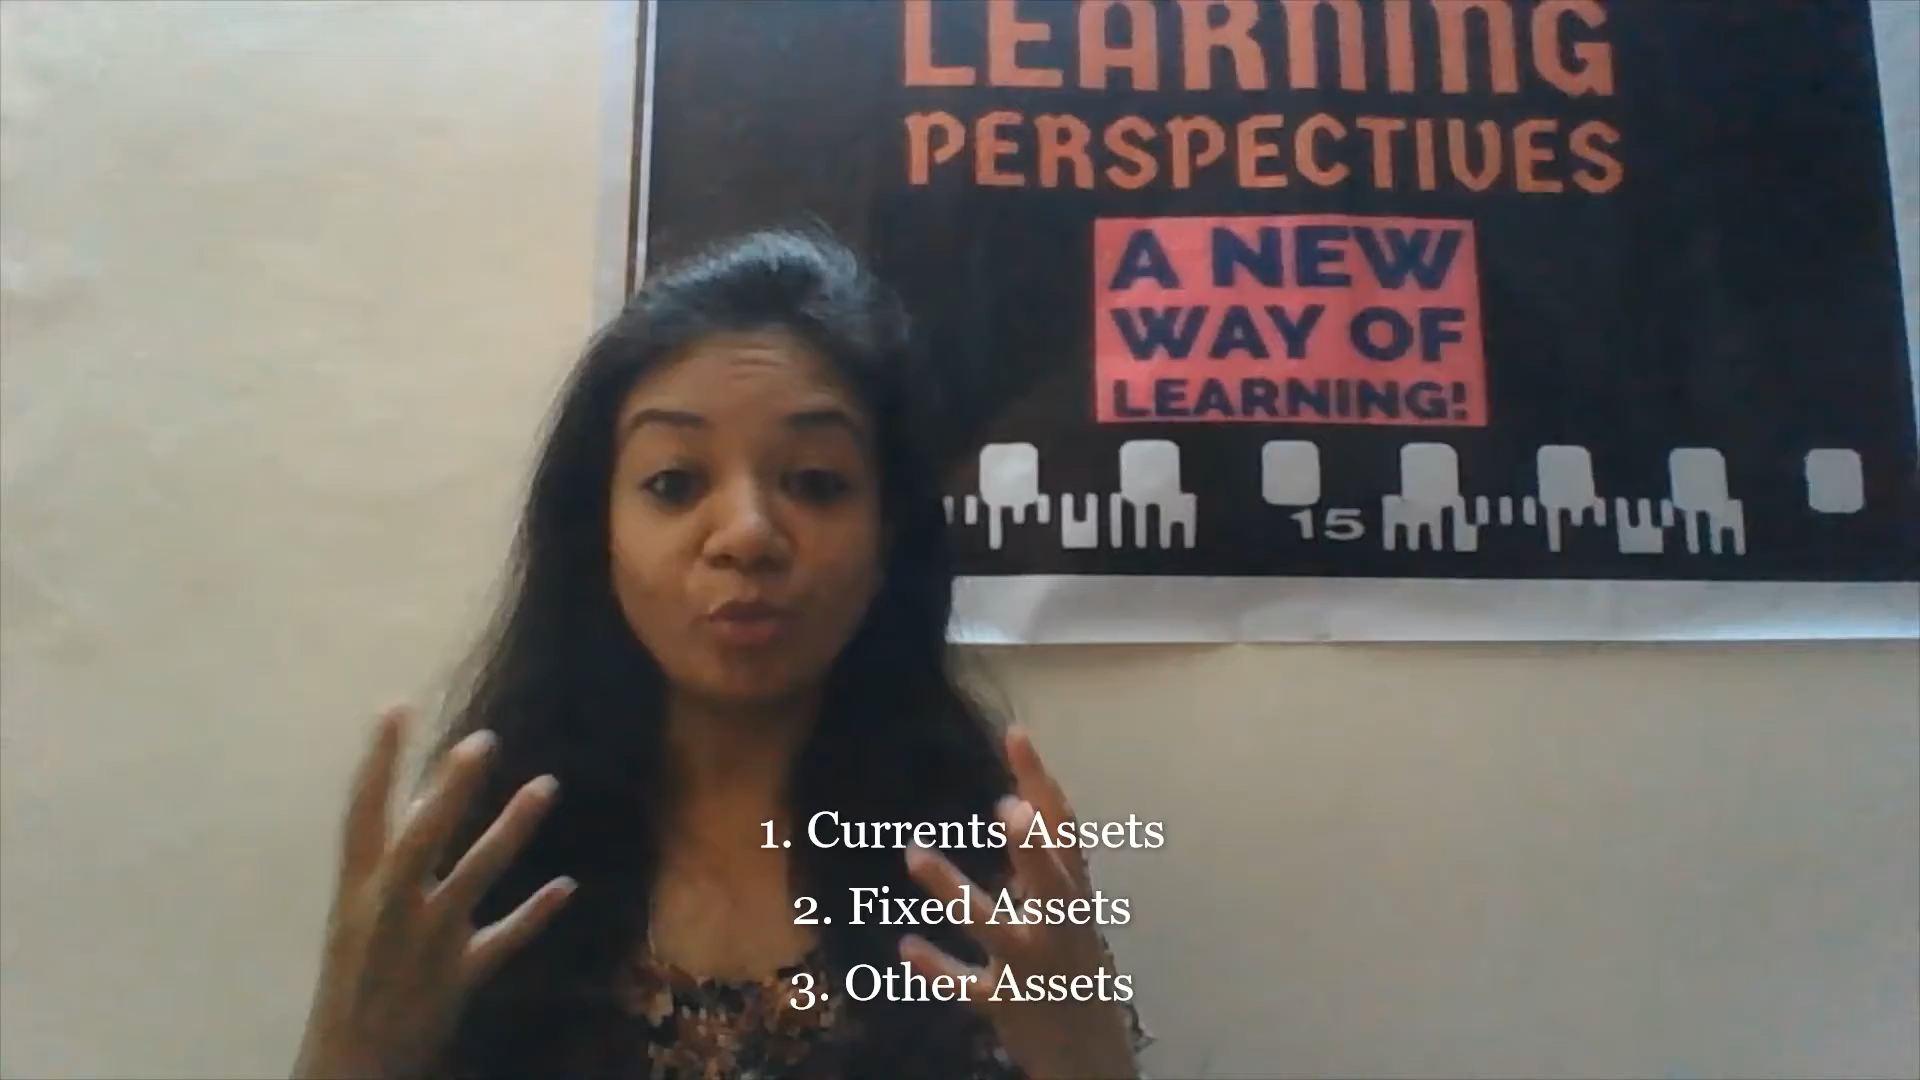 LEARNING
PERSPECTIVES
A NEW
WAY OF
LEARNING!
15
1. Currents Assets
2. Fixed Assets
3. Other Assets